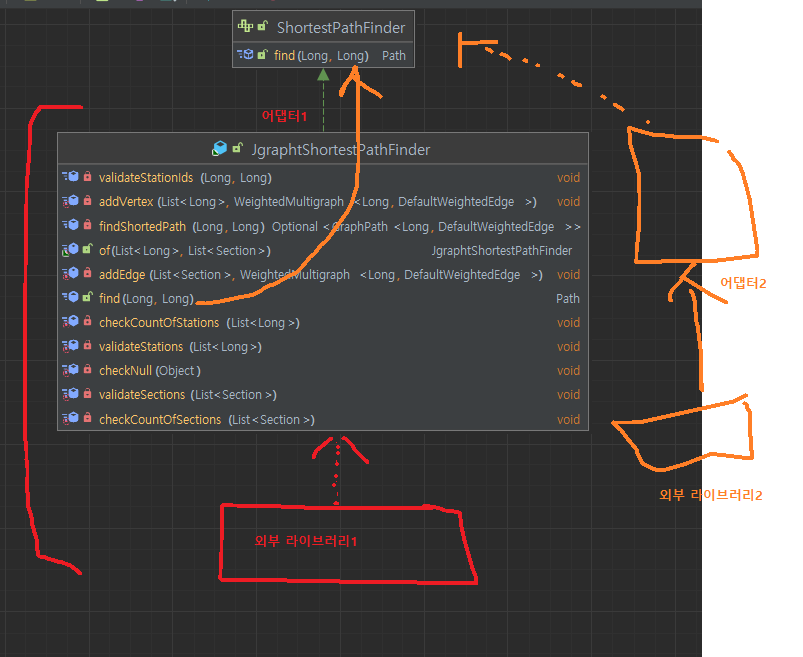 ShortestPathFinder
find(Long, Long) Path
어댑터1
JgraphtShortestPathFinder
validateStationIds (Long, Long) void
addVertex (List<Long>, WeightedMultigraph <Long, DefaultWeightedEdge >) void
findShortedPath (Long, Long) Optional <GraphPath <Long, DefaultWeightedEdge >>
of(List<Long>, List<Section>) JgraphtShortestPathFinder
addEdge (List<Section>, WeightedMultigraph <Long, DefaultWeightedEdge >) void
어댑터2
find(Long, Long) Path
checkCountOfStations (List<Long>) void
validateStations (List<Long>) void
checkNull (Object) void
validateSections (List<Section>) void
checkCountOfSections (List<Section>) void
외부 라이브러리2
외부 라이브러리1